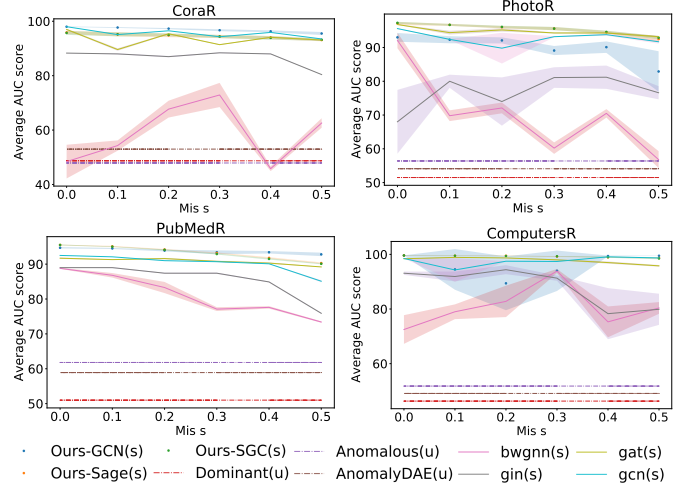 CoraR
Average AUC score
100
80
60
40
0.0 0.1 0.2 0.3 0.4 0.5
Mis s
PhotoR
Average AUC score
90
80
70
60
50
0.0 0.1 0.2 0.3 0.4 0.5
Mis s
PubMedR
Average AUC score
90
80
70
60
50
0.0 0.1 0.2 0.3 0.4 0.5
Mis s
ComputersR
Average AUC score
100
80
60
0.0 0.1 0.2 0.3 0.4 0.5
Mis s
Ours-GCN(s) Ours-SGC(s) Anomalous(u) bwgnn(s) gat(s)
Ours-Sage(s) Dominant(u) AnomalyDAE(u) gin(s) gcn(s)